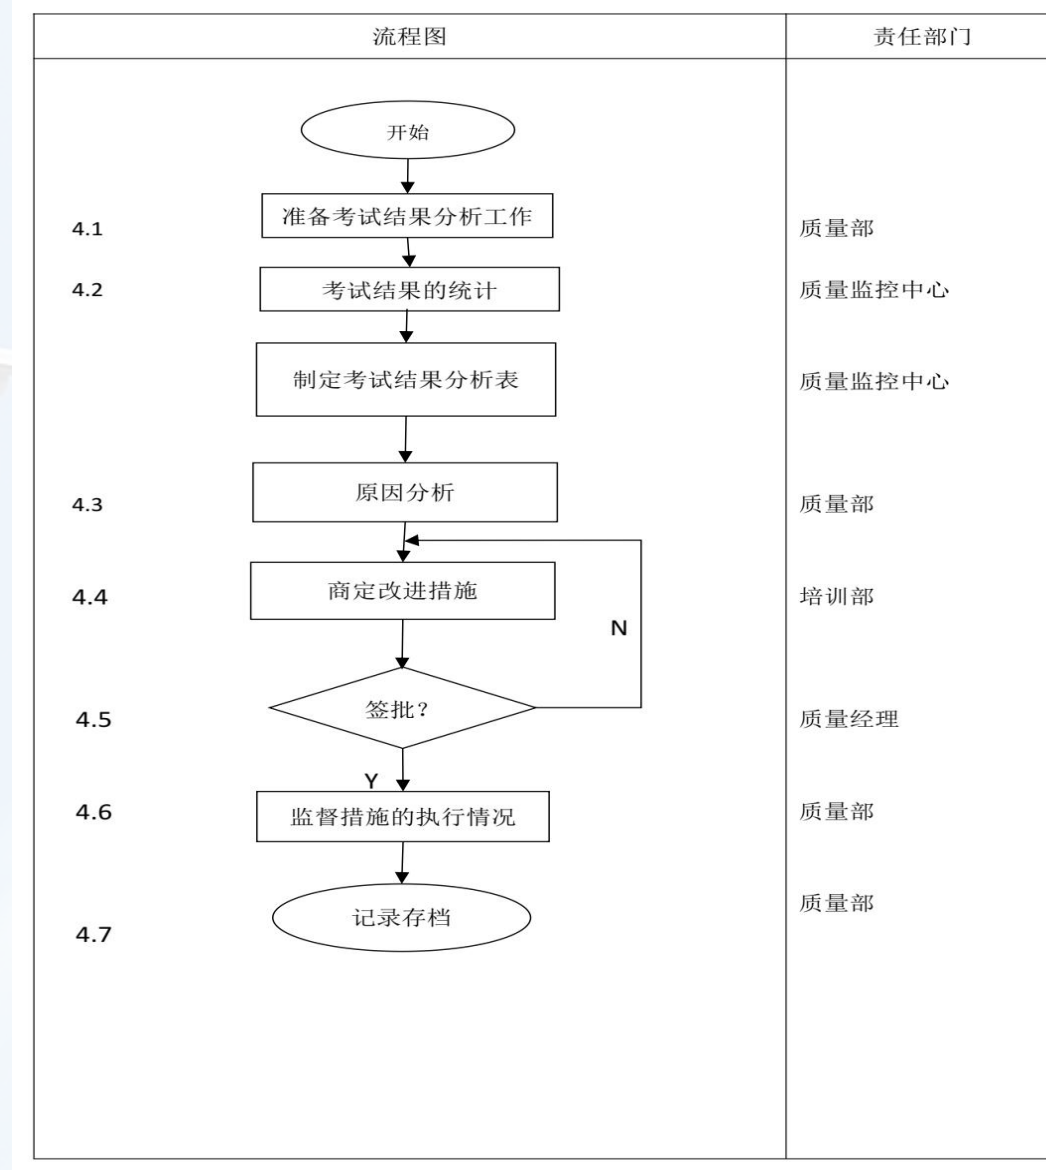 流程图 责任部门
开始
4.1 准备考试结果分析工作 质量部
4.2 考试结果的统计 质量监控中心
制定考试结果分析表 质量监控中心
4.3 原因分析 质量部
4.4 商定改进措施 培训部
N
4.5 签批? 质量经理
Y
4.6 监督措施的执行情况 质量部
4.7 记录存档 质量部